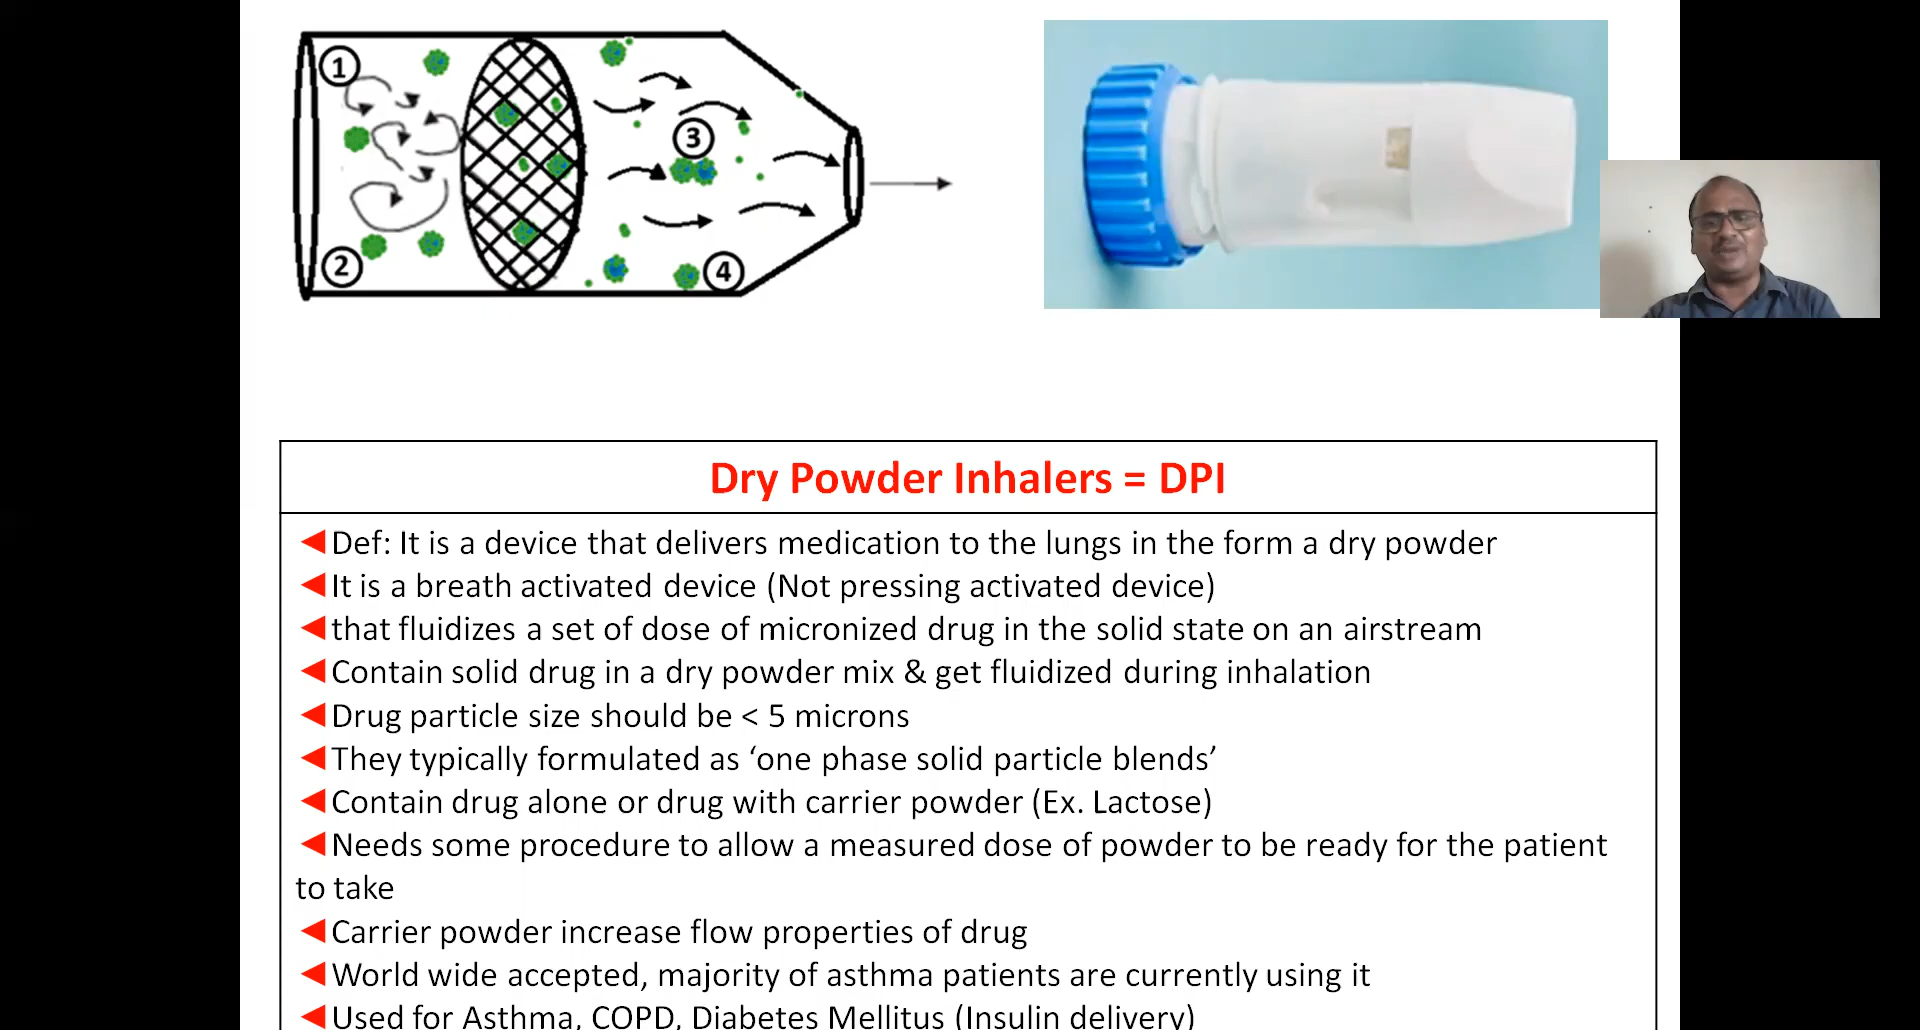 1
2
3
4
Dry Powder Inhalers = DPI
Def: It is a device that delivers medication to the lungs in the form a dry powder
It is a breath activated device (Not pressing activated device)
that fluidizes a set of dose of micronized drug in the solid state on an airstream
Contain solid drug in a dry powder mix & get fluidized during inhalation
Drug particle size should be < 5 microns
They typically formulated as ‘one phase solid particle blends’
Contain drug alone or drug with carrier powder (Ex. Lactose)
Needs some procedure to allow a measured dose of powder to be ready for the patient
to take
Carrier powder increase flow properties of drug
World wide accepted, majority of asthma patients are currently using it
Used for Asthma, COPD, Diabetes Mellitus (Insulin delivery)